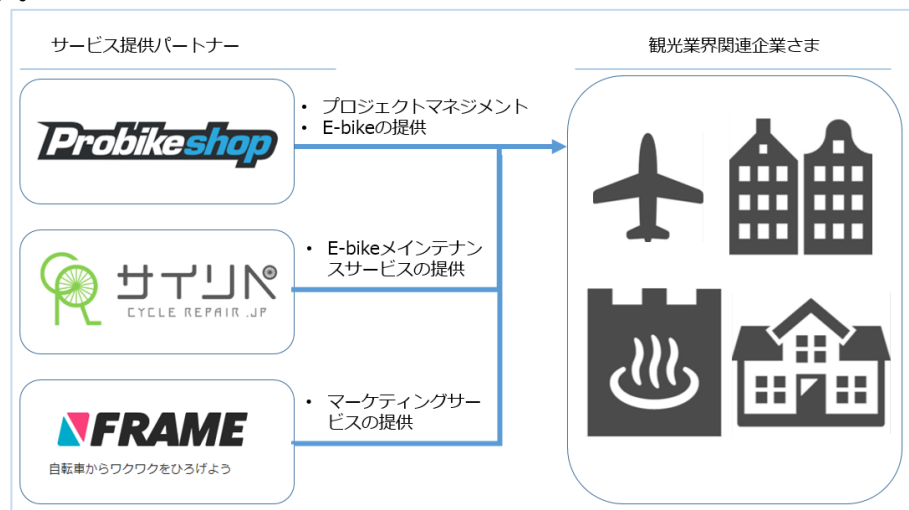 サービス提供パートナー
観光業界関連企業さま
Probikeshop
• プロジェクトマネジメント
• E-bikeの提供
サイリペ
CYCLE REPAIR.JP
• E-bikeメインテナン
スサービスの提供
FRAME
自転車からワクワクをひろげよう
• マーケティングサー
ビスの提供